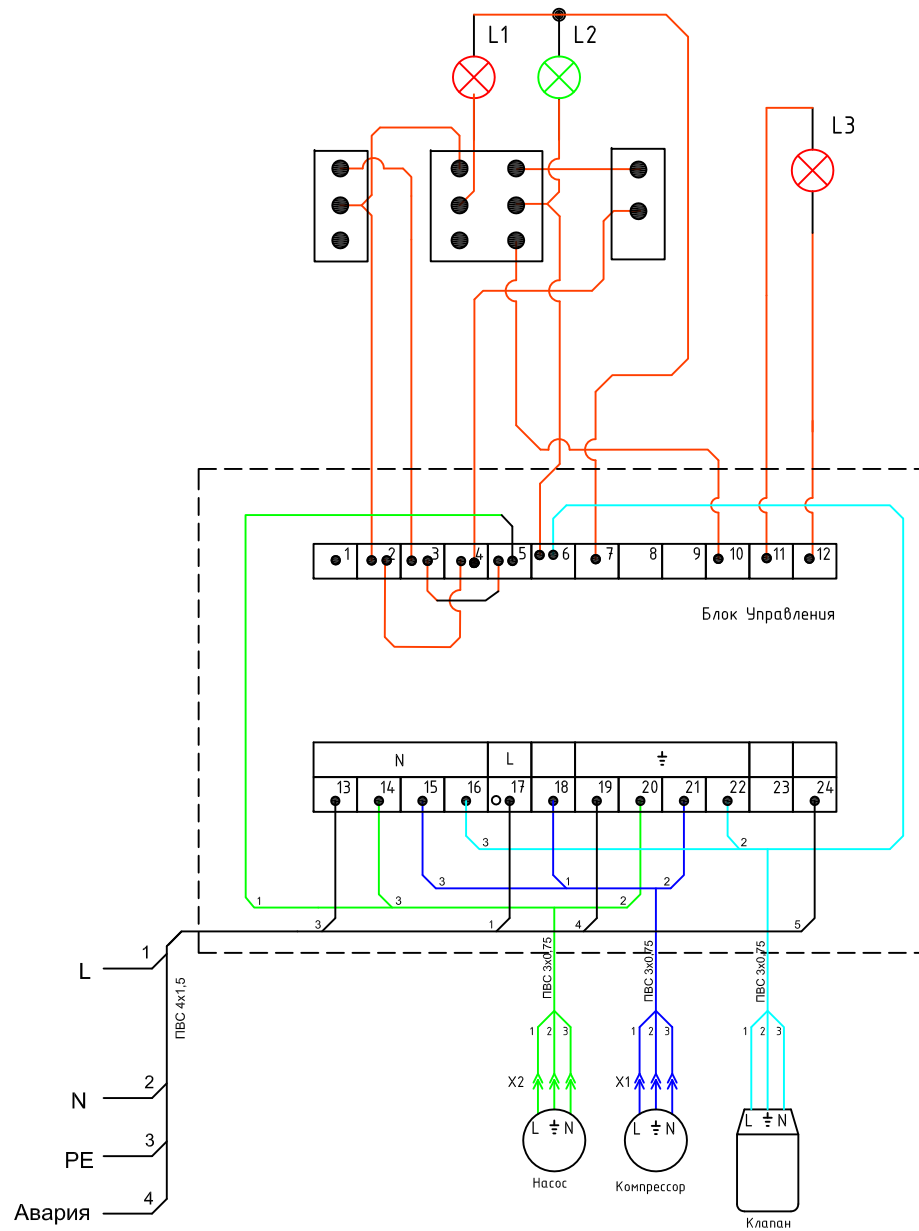 L1 L2
L3
1 2 3 4 5 6 7 8 9 10 11 12
Блок Управления
N L ⏚
13 14 15 16 17 18 19 20 21 22 23 24
3 2
3 1 2
1 3 2
3 1 4 5
L 1
ПВС 4х1,5
ПВС 3х0,75 ПВС 3х0,75 ПВС 3х0,75
N 2
PE 3
Авария 4
1 2 3 1 2 3 1 2 3
X2 X1
L ⏚ N L ⏚ N L ⏚ N
Насос Компрессор
Клапан